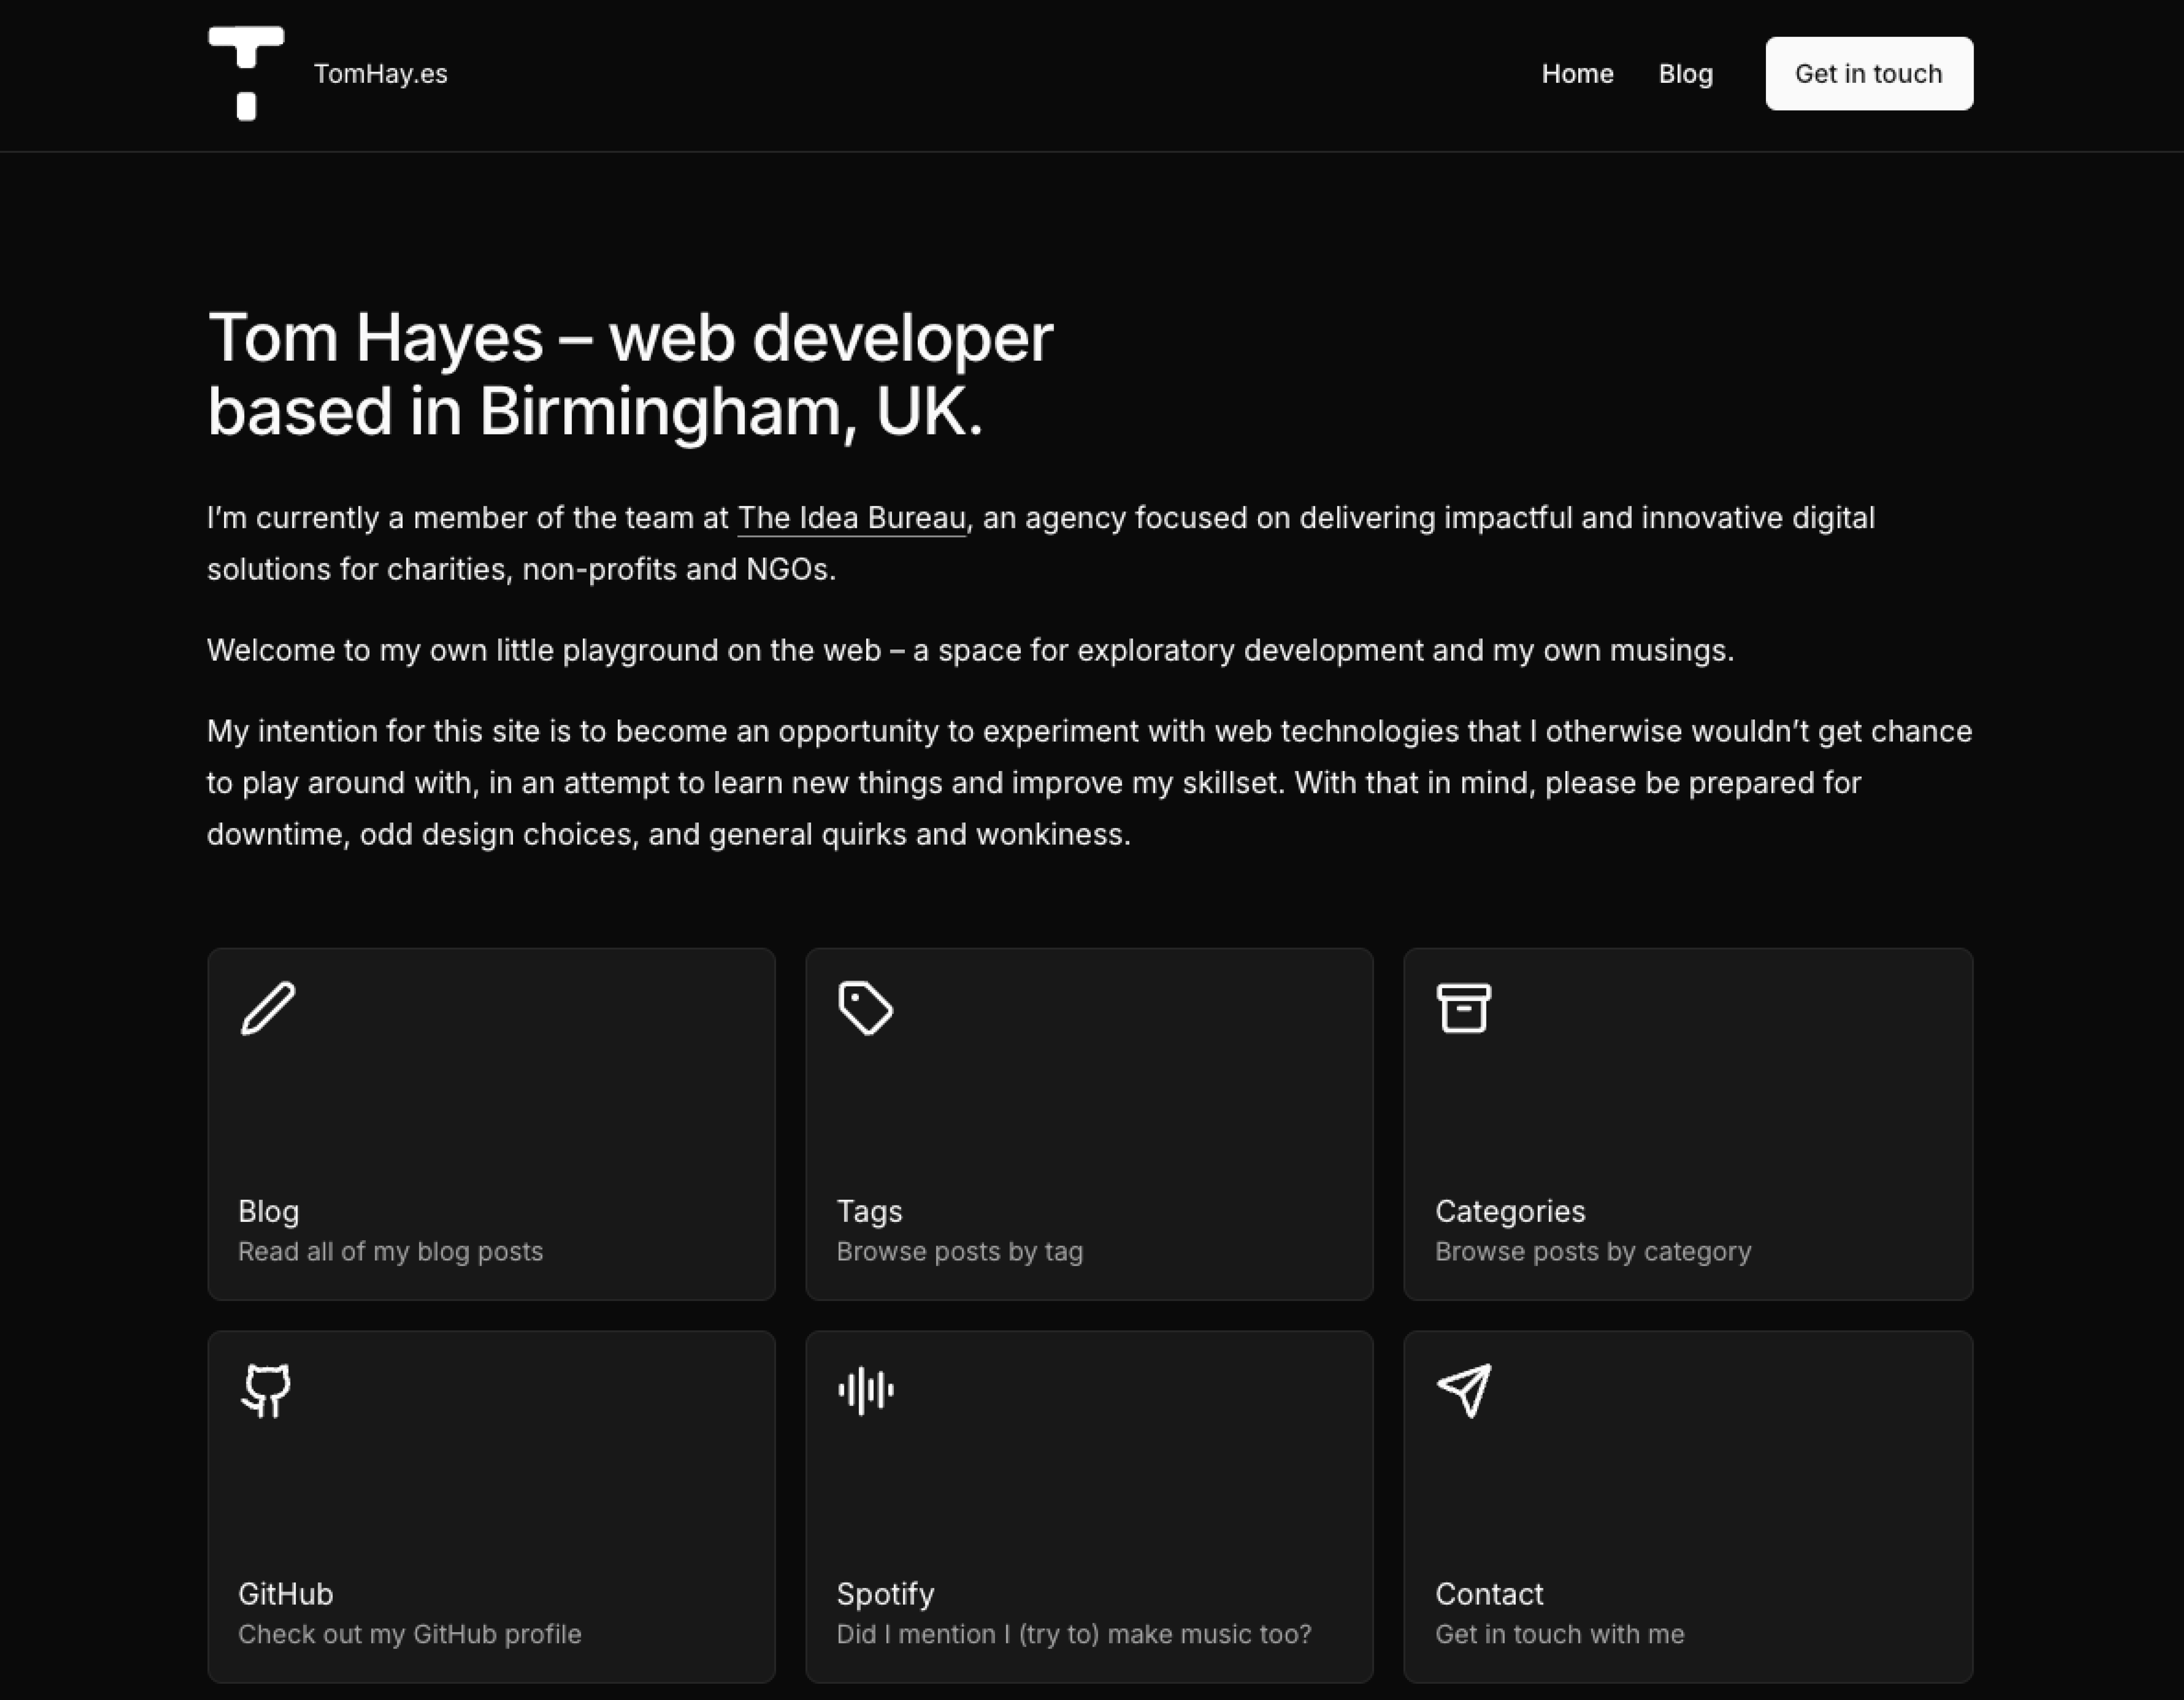 TomHay.es
Home
Blog
Get in touch
Tom Hayes – web developer
based in Birmingham, UK.
I’m currently a member of the team at The Idea Bureau, an agency focused on delivering impactful and innovative digital
solutions for charities, non-profits and NGOs.
Welcome to my own little playground on the web – a space for exploratory development and my own musings.
My intention for this site is to become an opportunity to experiment with web technologies that I otherwise wouldn’t get chance
to play around with, in an attempt to learn new things and improve my skillset. With that in mind, please be prepared for
downtime, odd design choices, and general quirks and wonkiness.
Blog
Read all of my blog posts
Tags
Browse posts by tag
Categories
Browse posts by category
GitHub
Check out my GitHub profile
Spotify
Did I mention I (try to) make music too?
Contact
Get in touch with me